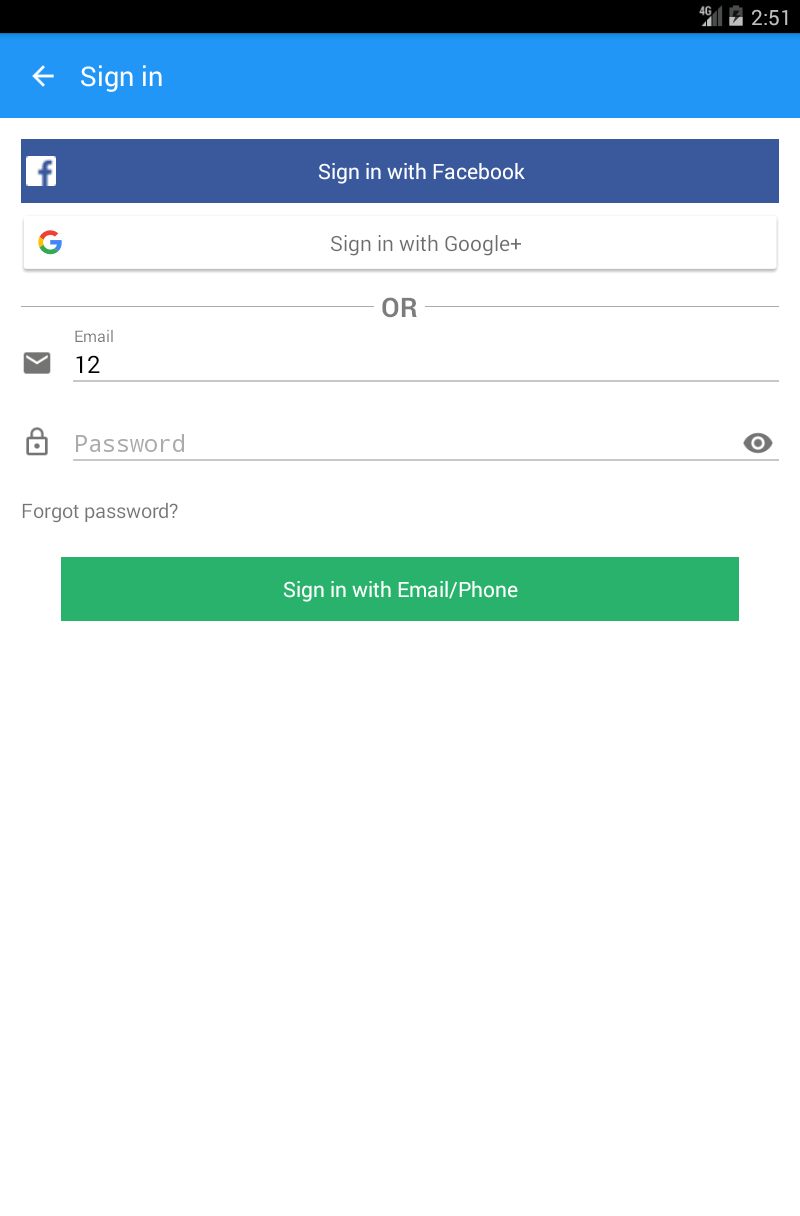 4G 2:51
Sign in
Sign in with Facebook
Sign in with Google+
OR
Email
12
Password
Forgot password?
Sign in with Email/Phone